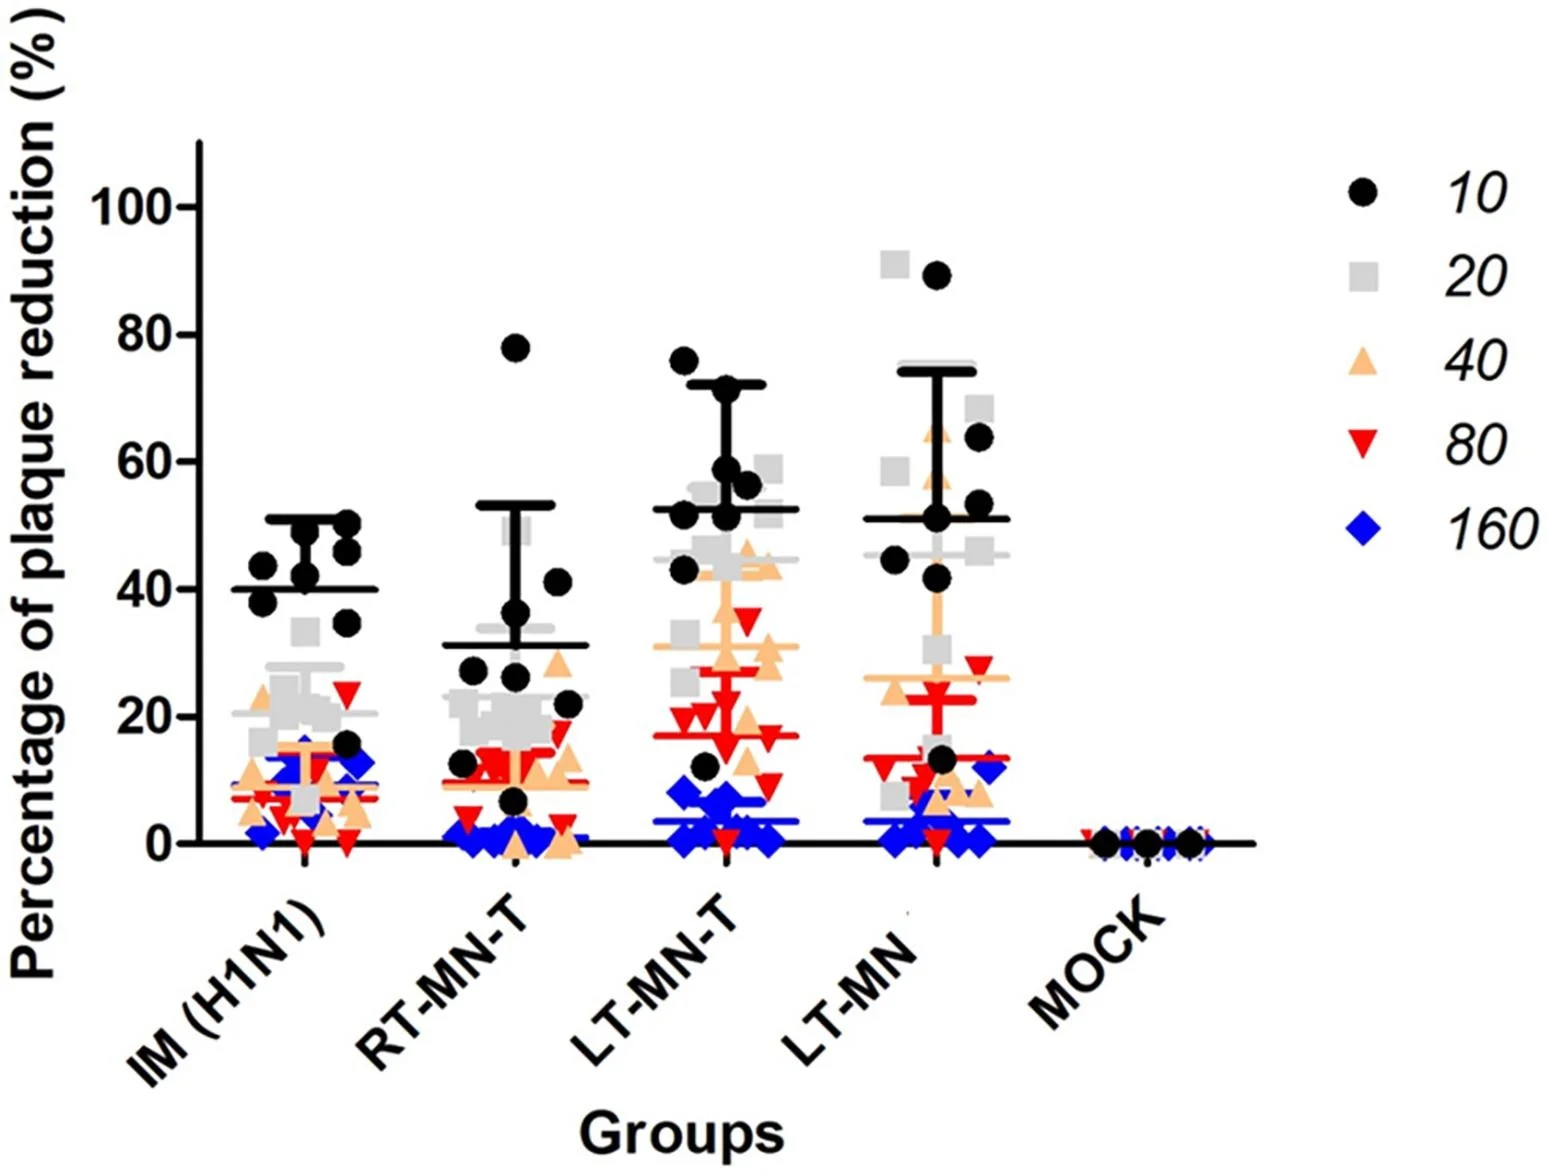 Percentage of plaque reduction (%)
100
80
60
40
20
0
IM (H1N1)
RT-MN-T
LT-MN-T
LT-MN
MOCK
Groups
10
20
40
80
160